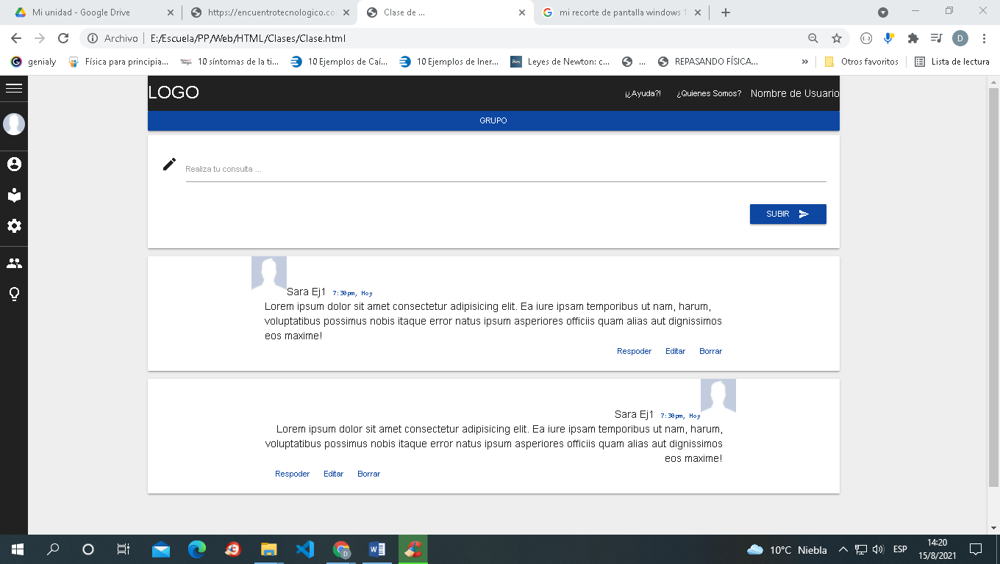 Mi unidad - Google Drive
https://encuentrotecnologico.co
Clase de ...
mi recorte de pantalla windows 1
Archivo | E:/Escuela/PP/Web/HTML/Clases/Clase.html
D
genialy
Física para principia...
10 síntomas de la ti...
10 Ejemplos de Caí...
10 Ejemplos de Iner...
Leyes de Newton: c...
...
REPASANDO FÍSICA...
»
Otros favoritos
Lista de lectura
LOGO
¡¿Ayuda?!
¿Quienes Somos?
Nombre de Usuario
GRUPO
Realiza tu consulta ...
SUBIR
Sara Ej1 7:30pm, Hoy
Lorem ipsum dolor sit amet consectetur adipisicing elit. Ea iure ipsam temporibus ut nam, harum,
voluptatibus possimus nobis itaque error natus ipsum asperiores officiis quam alias aut dignissimos
eos maxime!
Respoder Editar Borrar
Sara Ej1 7:30pm, Hoy
Lorem ipsum dolor sit amet consectetur adipisicing elit. Ea iure ipsam temporibus ut nam, harum,
voluptatibus possimus nobis itaque error natus ipsum asperiores officiis quam alias aut dignissimos
eos maxime!
Respoder Editar Borrar
10°C Niebla
ESP
14:20
15/8/2021